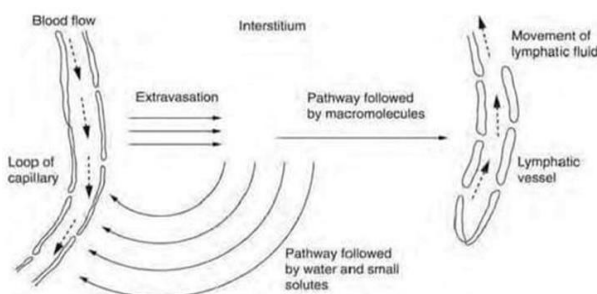 Blood flow
Interstitium
Movement of
lymphatic fluid
Extravasation
Pathway followed
by macromolecules
Loop of
capillary
Lymphatic
vessel
Pathway followed
by water and small
solutes